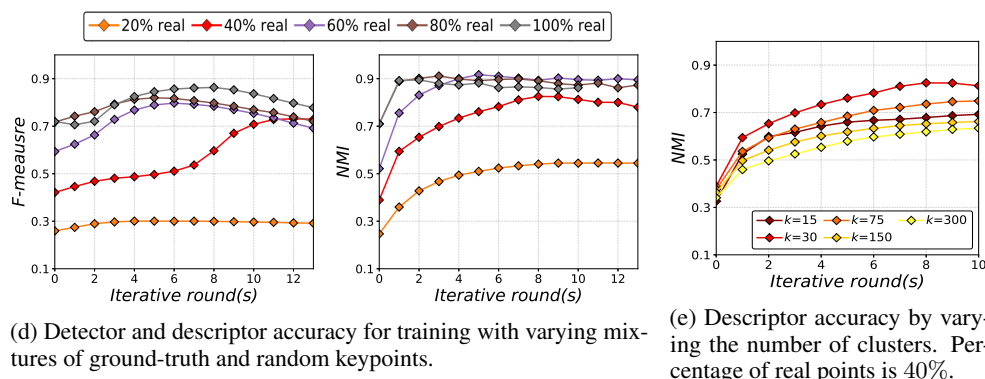 20% real 40% real 60% real 80% real 100% real
F-meausre
0.9
0.7
0.5
0.3
0.1
0 2 4 6 8 10 12
Iterative round(s)
NMI
0.9
0.7
0.5
0.3
0.1
0 2 4 6 8 10 12
Iterative round(s)
(d) Detector and descriptor accuracy for training with varying mix-
tures of ground-truth and random keypoints.
NMI
0.9
0.7
0.5
0.3
0.1
k=15 k=75 k=300
k=30 k=150
0 2 4 6 8 10
Iterative round(s)
(e) Descriptor accuracy by vary-
ing the number of clusters. Per-
centage of real points is 40%.